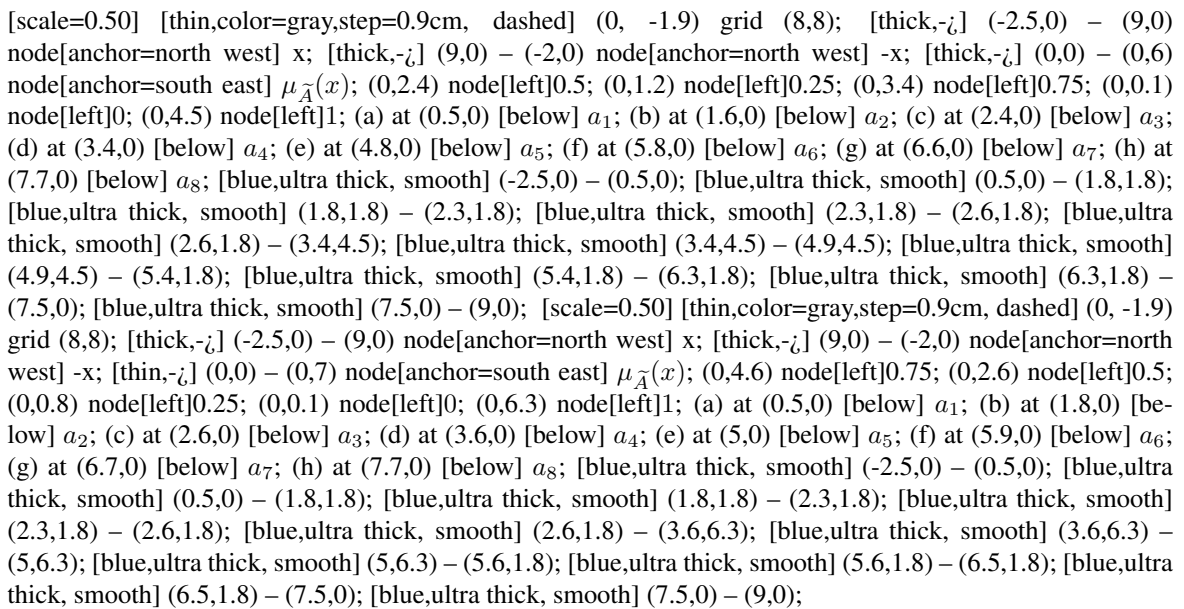 [scale=0.50] [thin,color=gray,step=0.9cm, dashed] (0, -1.9) grid (8,8); [thick,-¿] (-2.5,0) – (9,0)
node[anchor=north west] x; [thick,-¿] (9,0) – (-2,0) node[anchor=north west] -x; [thick,-¿] (0,0) – (0,6)
node[anchor=south east] $\mu_{\widetilde{A}}(x)$; (0,2.4) node[left]0.5; (0,1.2) node[left]0.25; (0,3.4) node[left]0.75; (0,0.1)
node[left]0; (0,4.5) node[left]1; (a) at (0.5,0) [below] $a_1$; (b) at (1.6,0) [below] $a_2$; (c) at (2.4,0) [below] $a_3$;
(d) at (3.4,0) [below] $a_4$; (e) at (4.8,0) [below] $a_5$; (f) at (5.8,0) [below] $a_6$; (g) at (6.6,0) [below] $a_7$; (h) at
(7.7,0) [below] $a_8$; [blue,ultra thick, smooth] (-2.5,0) – (0.5,0); [blue,ultra thick, smooth] (0.5,0) – (1.8,1.8);
[blue,ultra thick, smooth] (1.8,1.8) – (2.3,1.8); [blue,ultra thick, smooth] (2.3,1.8) – (2.6,1.8); [blue,ultra
thick, smooth] (2.6,1.8) – (3.4,4.5); [blue,ultra thick, smooth] (3.4,4.5) – (4.9,4.5); [blue,ultra thick, smooth]
(4.9,4.5) – (5.4,1.8); [blue,ultra thick, smooth] (5.4,1.8) – (6.3,1.8); [blue,ultra thick, smooth] (6.3,1.8) –
(7.5,0); [blue,ultra thick, smooth] (7.5,0) – (9,0); [scale=0.50] [thin,color=gray,step=0.9cm, dashed] (0, -1.9)
grid (8,8); [thick,-¿] (-2.5,0) – (9,0) node[anchor=north west] x; [thick,-¿] (9,0) – (-2,0) node[anchor=north
west] -x; [thin,-¿] (0,0) – (0,7) node[anchor=south east] $\mu_{\widetilde{A}}(x)$; (0,4.6) node[left]0.75; (0,2.6) node[left]0.5;
(0,0.8) node[left]0.25; (0,0.1) node[left]0; (0,6.3) node[left]1; (a) at (0.5,0) [below] $a_1$; (b) at (1.8,0) [be-
low] $a_2$; (c) at (2.6,0) [below] $a_3$; (d) at (3.6,0) [below] $a_4$; (e) at (5,0) [below] $a_5$; (f) at (5.9,0) [below] $a_6$;
(g) at (6.7,0) [below] $a_7$; (h) at (7.7,0) [below] $a_8$; [blue,ultra thick, smooth] (-2.5,0) – (0.5,0); [blue,ultra
thick, smooth] (0.5,0) – (1.8,1.8); [blue,ultra thick, smooth] (1.8,1.8) – (2.3,1.8); [blue,ultra thick, smooth]
(2.3,1.8) – (2.6,1.8); [blue,ultra thick, smooth] (2.6,1.8) – (3.6,6.3); [blue,ultra thick, smooth] (3.6,6.3) –
(5,6.3); [blue,ultra thick, smooth] (5,6.3) – (5.6,1.8); [blue,ultra thick, smooth] (5.6,1.8) – (6.5,1.8); [blue,ultra
thick, smooth] (6.5,1.8) – (7.5,0); [blue,ultra thick, smooth] (7.5,0) – (9,0);